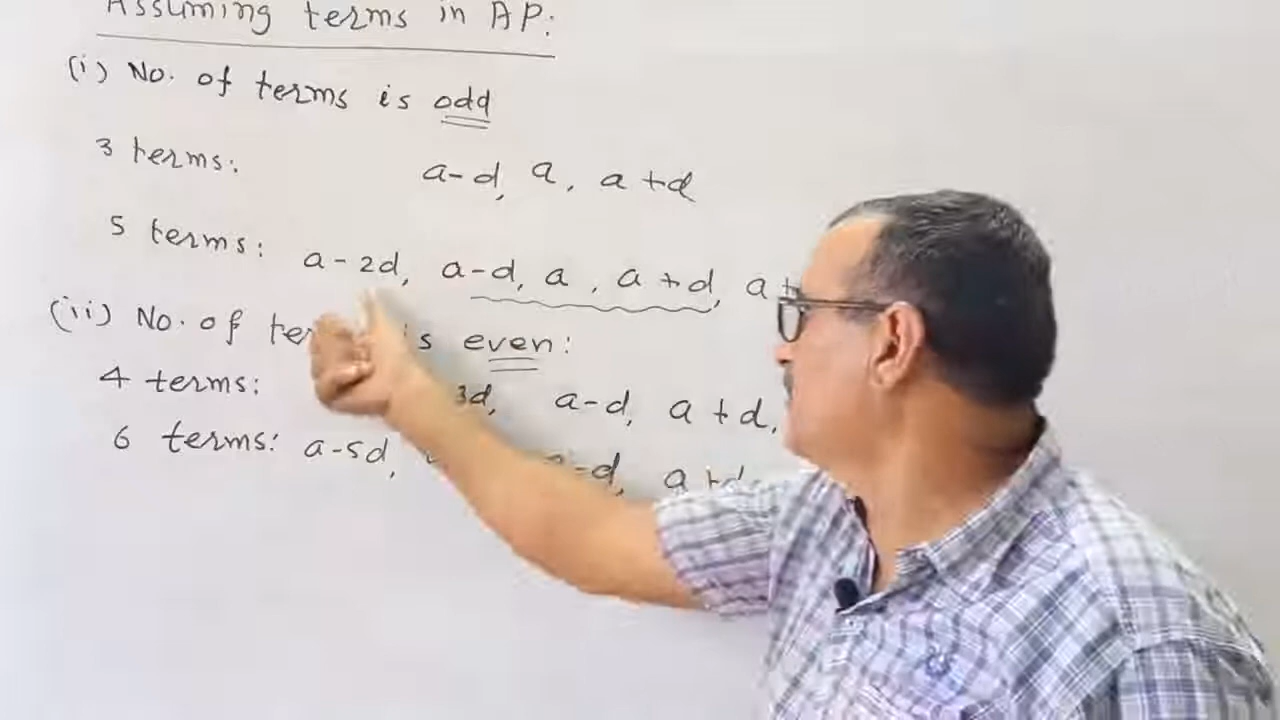 Assuming terms in AP:
(i) No. of terms is odd
3 terms: a-d, a, a+d
5 terms: a-2d, a-d, a, a+d, a+
(ii) No. of is even:
4 terms: 3d, a-d, a+d,
6 terms: a-5d, -d, a+d